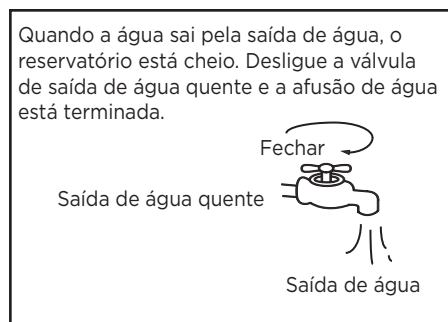 Quando a água sai pela saída de água, o
reservatório está cheio. Desligue a válvula
de saída de água quente e a afusão de água
está terminada.
Fechar
Saída de água quente
Saída de água